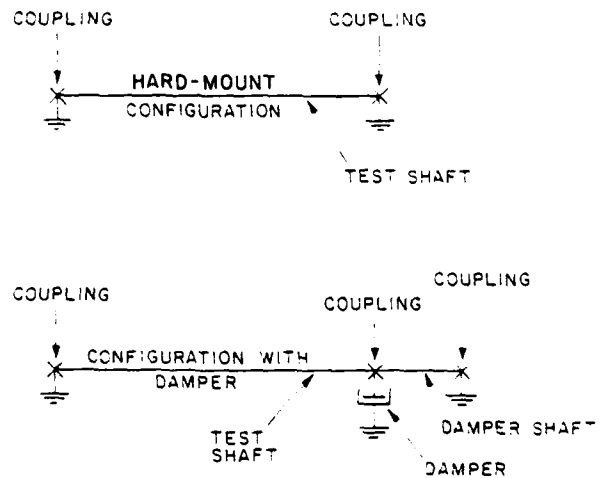 COUPLING COUPLING
HARD-MOUNT
CONFIGURATION
TEST SHAFT
COUPLING
COUPLING
COUPLING
CONFIGURATION WITH
DAMPER
TEST
SHAFT
DAMPER SHAFT
DAMPER